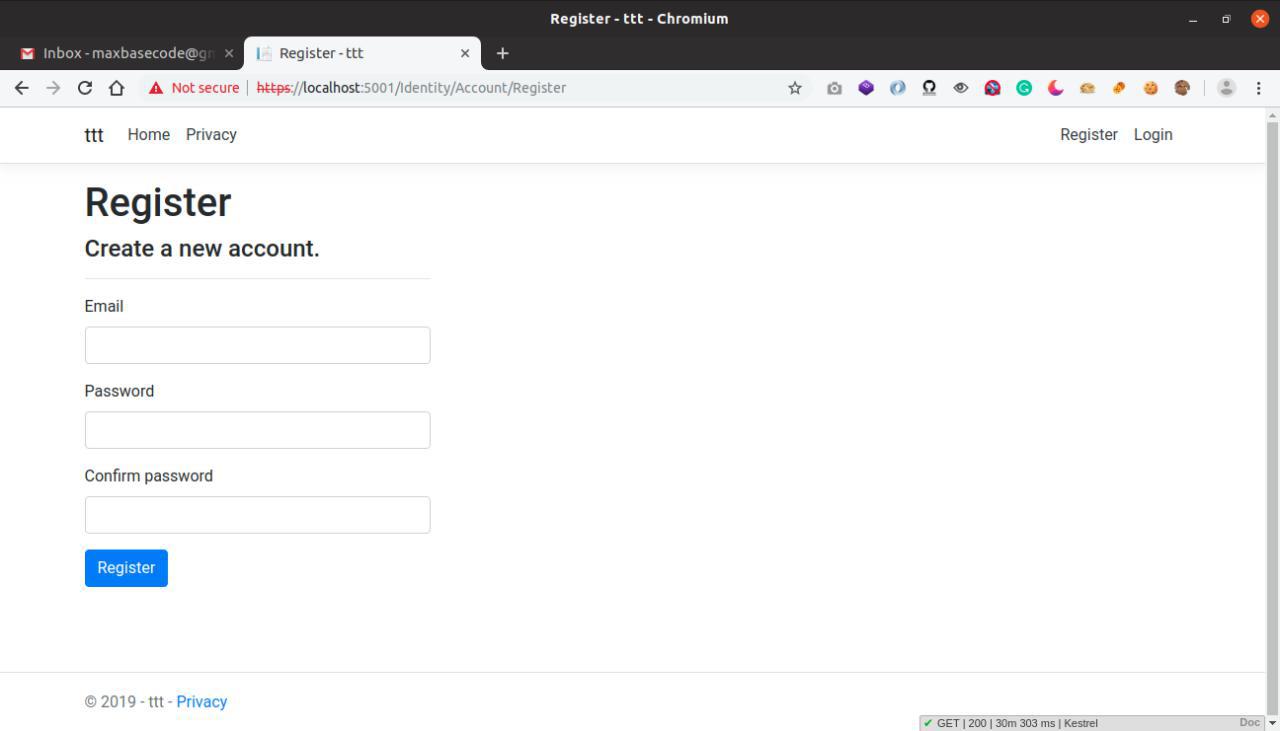 Register - ttt - Chromium
Inbox - maxbasecode@gm
Register - ttt
Not secure
https://localhost:5001/Identity/Account/Register
ttt Home Privacy Register Login
Register
Create a new account.
Email
Password
Confirm password
Register
© 2019 - ttt - Privacy
✔ GET | 200 | 30m 303 ms | Kestrel Doc